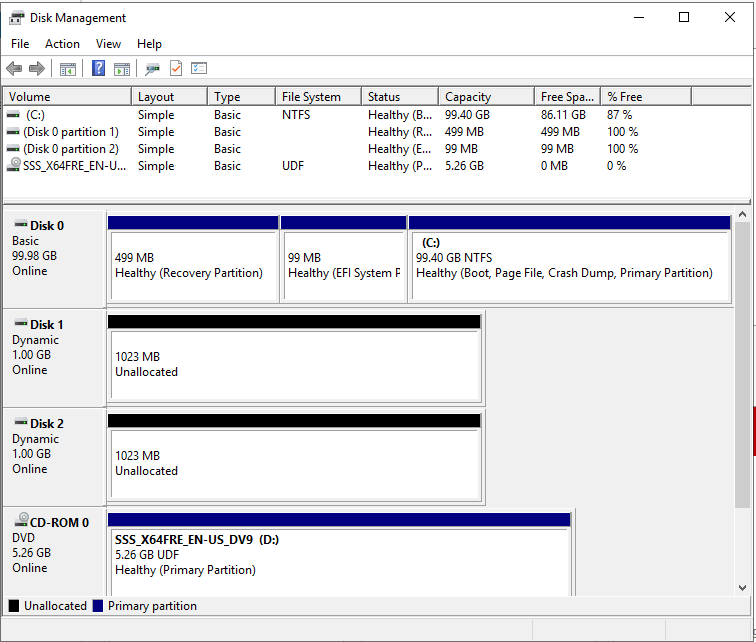 Disk Management
File Action View Help
Volume Layout Type File System Status Capacity Free Spa... % Free
(C:) Simple Basic NTFS Healthy (B... 99.40 GB 86.11 GB 87 %
(Disk 0 partition 1) Simple Basic Healthy (R... 499 MB 499 MB 100 %
(Disk 0 partition 2) Simple Basic Healthy (E... 99 MB 99 MB 100 %
SSS_X64FRE_EN-U... Simple Basic UDF Healthy (P... 5.26 GB 0 MB 0 %
Disk 0
Basic
99.98 GB
Online
499 MB
Healthy (Recovery Partition)
99 MB
Healthy (EFI System P
(C:)
99.40 GB NTFS
Healthy (Boot, Page File, Crash Dump, Primary Partition)
Disk 1
Dynamic
1.00 GB
Online
1023 MB
Unallocated
Disk 2
Dynamic
1.00 GB
Online
1023 MB
Unallocated
CD-ROM 0
DVD
5.26 GB
Online
SSS_X64FRE_EN-US_DV9 (D:)
5.26 GB UDF
Healthy (Primary Partition)
Unallocated Primary partition